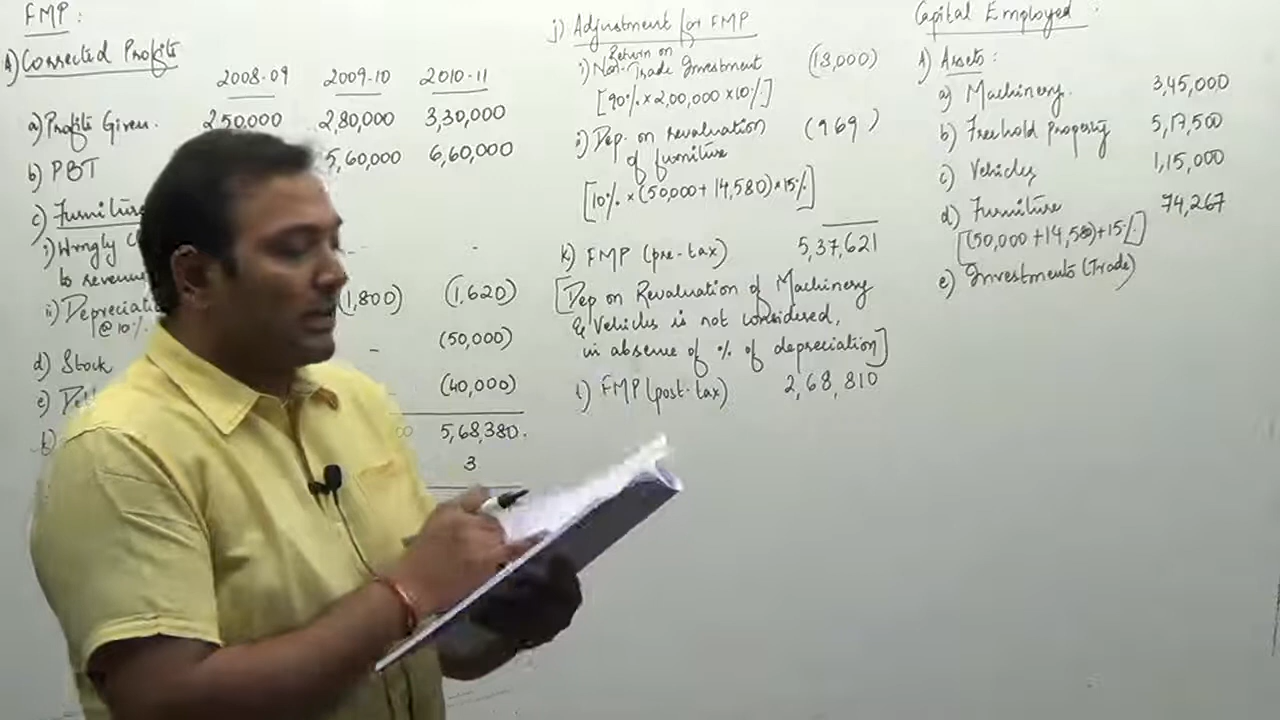 FMP:
A) Corrected Profits
2008-09 2009-10 2010-11
a) Profits Given. 2,50,000 2,80,000 3,30,000
b) PBT 5,60,000 6,60,000
c) Furniture
i) Wrngly - -
to revenue
ii) Depreciatio (1,800) (1,620)
@10%
d) Stock - (50,000)
e) (40,000)
5,68,380.
3
j) Adjustment for FMP
Return on
i) Non-Trade Investment
[90% × 2,00,000 × 10%]
ii) Dep. on revaluation (969)
of furniture
[10% × (50,000 + 14,580) × 15%]
k) FMP (pre-tax) 5,37,621
[Dep on Revaluation of Machinery
& Vehicles is not considered,
in absence of % of depreciation]
l) FMP (post-tax) 2,68,810
Capital Employed:
A) Assets:
a) Machinery. 3,45,000
b) Freehold Property 5,17,500
c) Vehicles 1,15,000
d) Furniture 74,267
[(50,000 + 14,580) + 15%]
e) Investments (Trade)